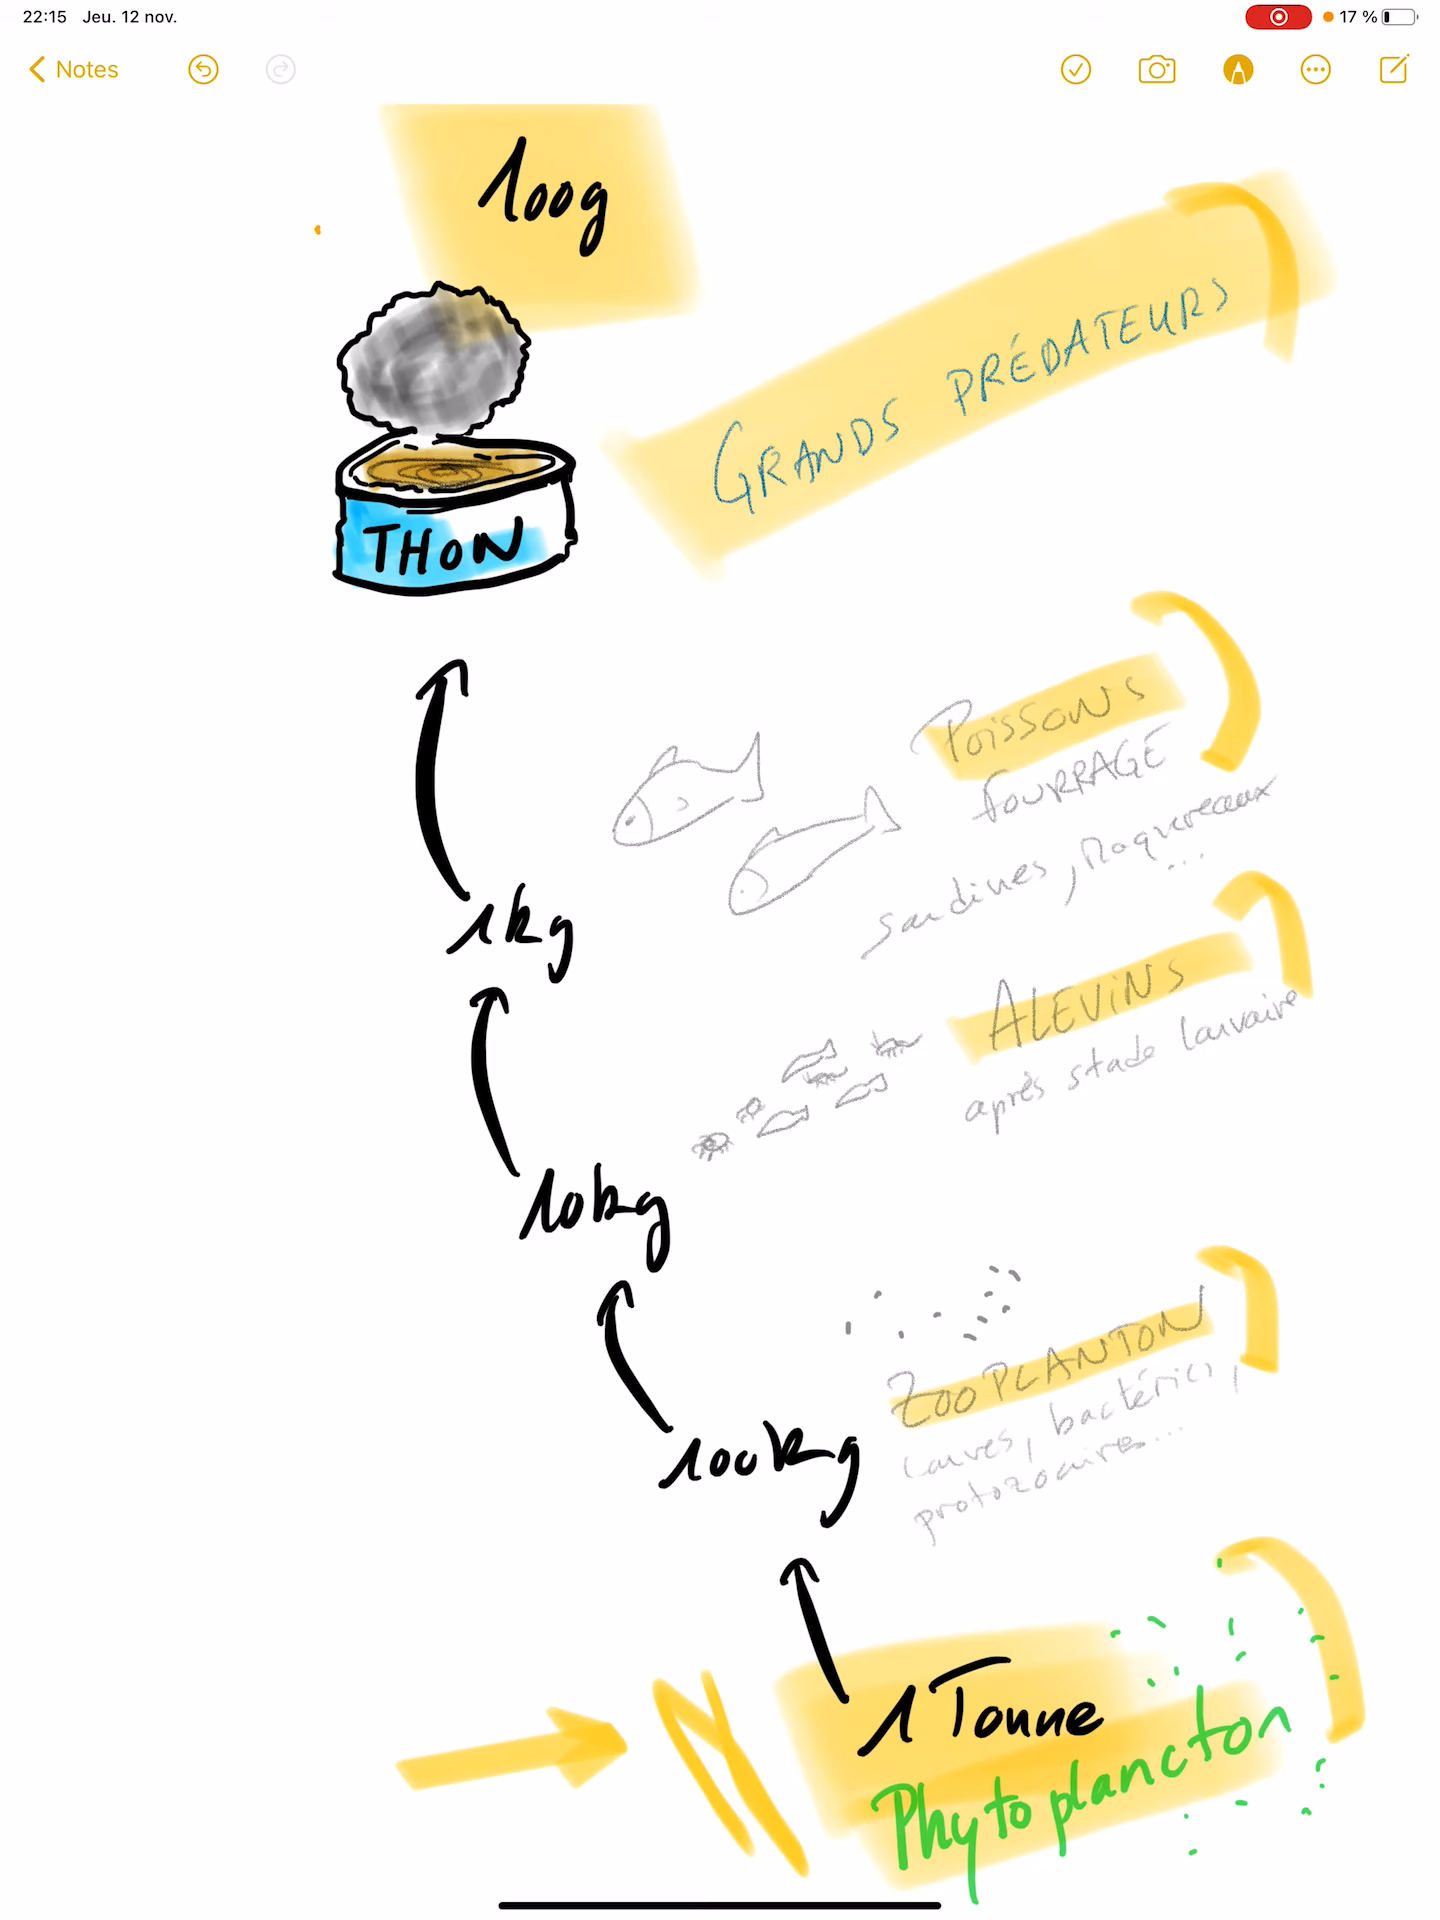 22:15 Jeu. 12 nov.
17 %
Notes
100g
GRANDS PRÉDATEURS
THON
POISSONS
FOURRAGE
sardines, Maquereaux
...
1kg
ALEVINS
après stade larvaire
10kg
ZOOPLANTON
larves, bactéries,
protozoaires...
100kg
1 Tonne
Phytoplancton